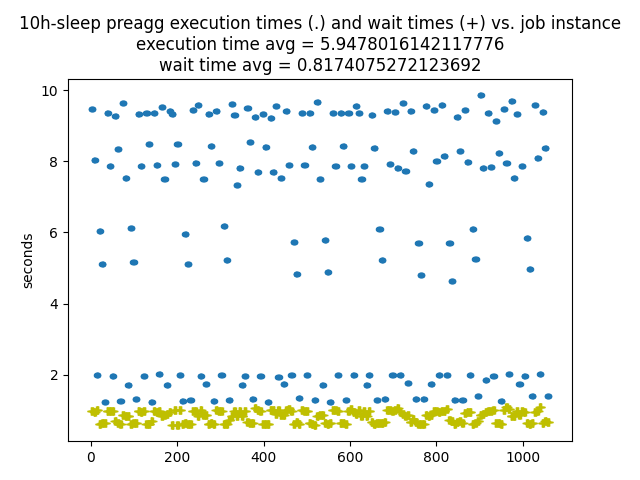 10h-sleep preagg execution times (.) and wait times (+) vs. job instance
execution time avg = 5.9478016142117776
wait time avg = 0.8174075272123692
10
8
6
4
2
seconds
0 200 400 600 800 1000